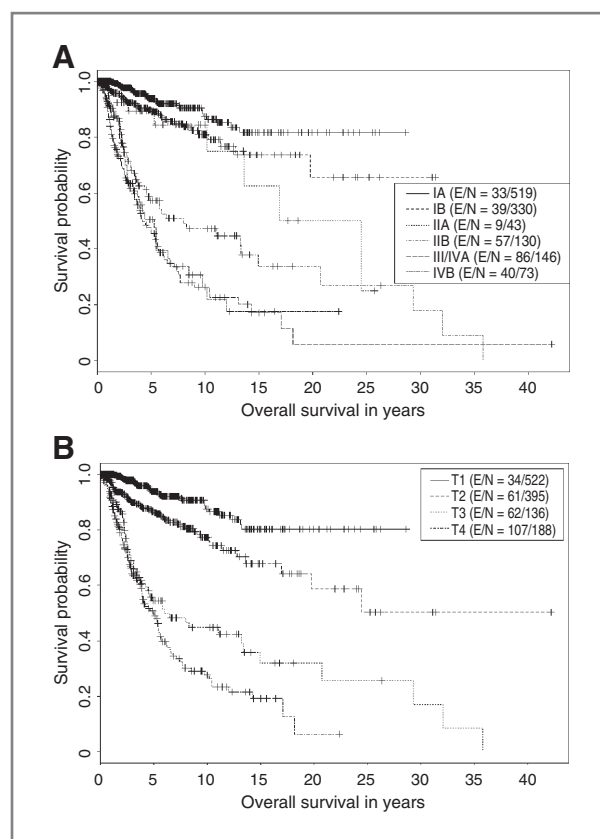 A
Survival probability
1.0
0.8
0.6
0.4
0.2
0
IA (E/N = 33/519)
IB (E/N = 39/330)
IIA (E/N = 9/43)
IIB (E/N = 57/130)
III/IVA (E/N = 86/146)
IVB (E/N = 40/73)
0 5 10 15 20 25 30 35 40
Overall survival in years
B
Survival probability
1.0
0.8
0.6
0.4
0.2
0
T1 (E/N = 34/522)
T2 (E/N = 61/395)
T3 (E/N = 62/136)
T4 (E/N = 107/188)
0 5 10 15 20 25 30 35 40
Overall survival in years